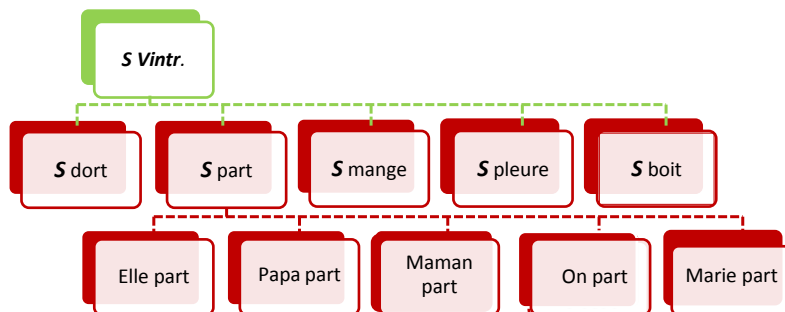 S Vintr.
S dort
S part
S mange
S pleure
S boit
Elle part
Papa part
Maman
part
On part
Marie part